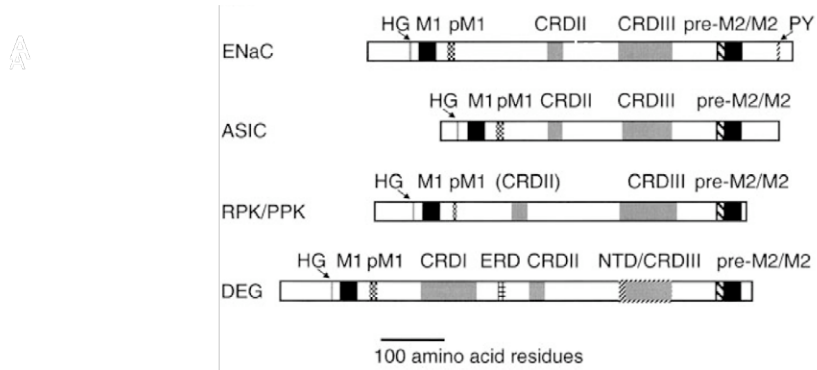 HG M1 pM1 CRDII CRDIII pre-M2/M2 PY
ENaC
HG M1 pM1 CRDII CRDIII pre-M2/M2
ASIC
HG M1 pM1 (CRDII) CRDIII pre-M2/M2
RPK/PPK
HG M1 pM1 CRDI ERD CRDII NTD/CRDIII pre-M2/M2
DEG
100 amino acid residues